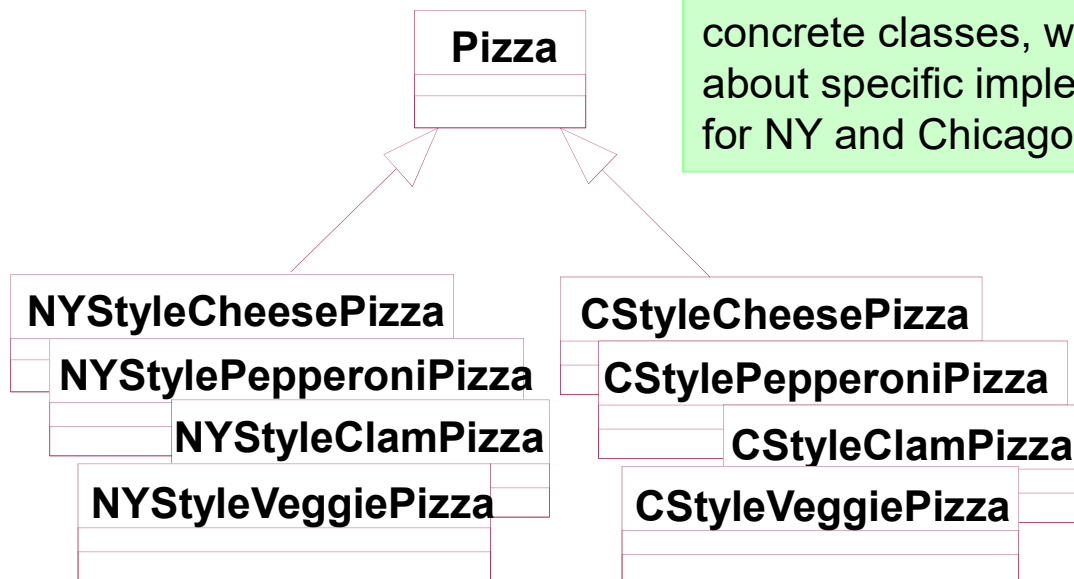 Pizza
concrete classes, w
about specific imple
for NY and Chicago
NYStyleCheesePizza
NYStylePepperoniPizza
NYStyleClamPizza
NYStyleVeggiePizza
CStyleCheesePizza
CStylePepperoniPizza
CStyleClamPizza
CStyleVeggiePizza